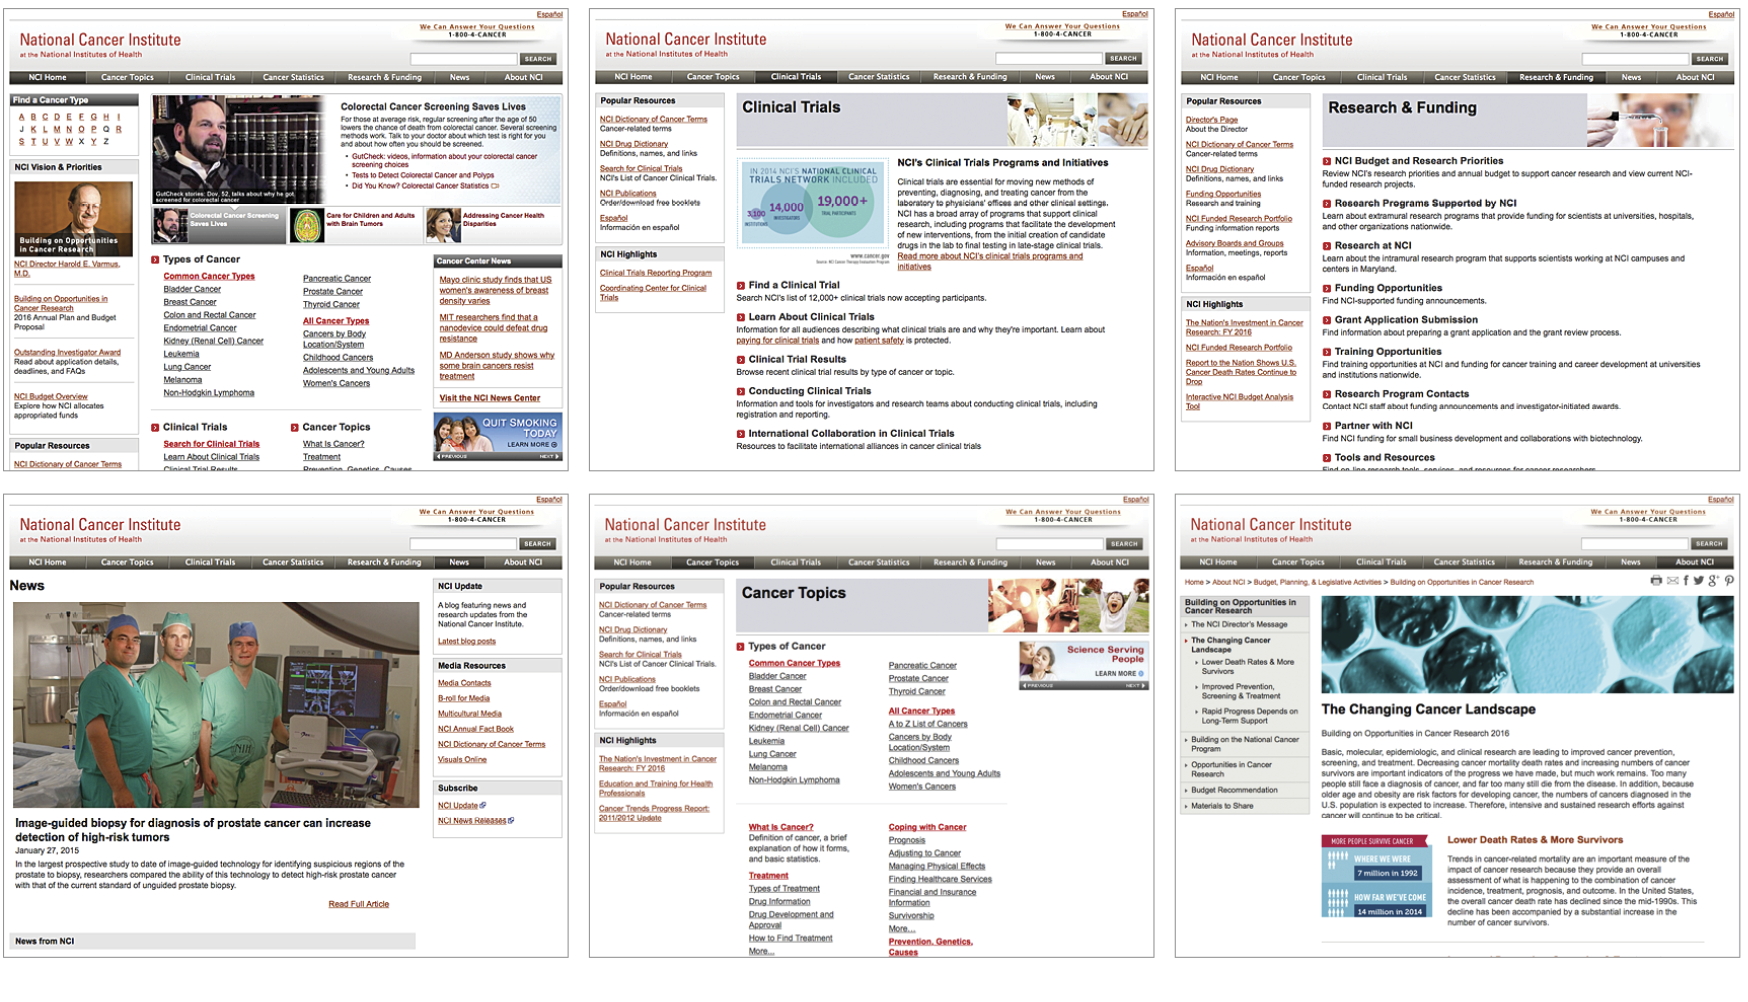 Español
We Can Answer Your Questions
1-800-4-CANCER
National Cancer Institute
at the National Institutes of Health
SEARCH
NCI Home Cancer Topics Clinical Trials Cancer Statistics Research & Funding News About NCI
Find a Cancer Type
A B C D E F G H I
J K L M N O P Q R
S T U V W X Y Z
NCI Vision & Priorities
Building on Opportunities
in Cancer Research
NCI Director Harold E. Varmus,
M.D.
Building on Opportunities in
Cancer Research
2016 Annual Plan and Budget
Proposal
Outstanding Investigator Award
Read about application details,
deadlines, and FAQs
NCI Budget Overview
Explore how NCI allocates
appropriated funds
Popular Resources
NCI Dictionary of Cancer Terms
GutCheck stories: Dov, 52, talks about why he got
screened for colorectal cancer
Colorectal Cancer Screening Saves Lives
For those at average risk, regular screening after the age of 50
lowers the chance of death from colorectal cancer. Several
screening methods work. Talk to your doctor about which test is right for you
and about how often you should be screened.
• GutCheck: videos, information about your colorectal cancer
screening choices
• Tests to Detect Colorectal Cancer and Polyps
• Did You Know? Colorectal Cancer Statistics
Colorectal Cancer Screening
Saves Lives
Care for Children and Adults
with Brain Tumors
Addressing Cancer Health
Disparities
Types of Cancer
Common Cancer Types
Bladder Cancer
Breast Cancer
Colon and Rectal Cancer
Endometrial Cancer
Kidney (Renal Cell) Cancer
Leukemia
Lung Cancer
Melanoma
Non-Hodgkin Lymphoma
Pancreatic Cancer
Prostate Cancer
Thyroid Cancer
All Cancer Types
Cancers by Body
Location/System
Childhood Cancers
Adolescents and Young Adults
Women's Cancers
Clinical Trials
Search for Clinical Trials
Learn About Clinical Trials
Clinical Trial Results
Cancer Topics
What Is Cancer?
Treatment
Prevention, Genetics, Causes
Cancer Center News
Mayo clinic study finds that US
women's awareness of breast
density varies
MIT researchers find that a
nanodevice could defeat drug
resistance
MD Anderson study shows why
some brain cancers resist
treatment
Visit the NCI News Center
QUIT SMOKING
TODAY
LEARN MORE
PREVIOUS NEXT
Español
We Can Answer Your Questions
1-800-4-CANCER
National Cancer Institute
at the National Institutes of Health
SEARCH
NCI Home Cancer Topics Clinical Trials Cancer Statistics Research & Funding News About NCI
Popular Resources
NCI Dictionary of Cancer Terms
Cancer-related terms
NCI Drug Dictionary
Definitions, names, and links
Search for Clinical Trials
NCI's List of Cancer Clinical Trials.
NCI Publications
Order/download free booklets
Español
Información en español
NCI Highlights
Clinical Trials Reporting Program
Coordinating Center for Clinical
Trials
Clinical Trials
IN 2014 NCI'S NATIONAL CLINICAL
TRIALS NETWORK INCLUDED
3,100
INSTITUTIONS
14,000
INVESTIGATORS
19,000+
TRIAL PARTICIPANTS
www.cancer.gov
NCI's Clinical Trials Programs and Initiatives
Clinical trials are essential for moving new methods of
preventing, diagnosing, and treating cancer from the
laboratory to physicians' offices and other clinical settings.
NCI has a broad array of programs that support clinical
research, including programs that facilitate the development
of new interventions, from the initial creation of candidate
drugs in the lab to final testing in late-stage clinical trials.
Read more about NCI's clinical trials programs and
initiatives
Find a Clinical Trial
Search NCI's list of 12,000+ clinical trials now accepting participants.
Learn About Clinical Trials
Information for all audiences describing what clinical trials are and why they're important. Learn about
paying for clinical trials and how patient safety is protected.
Clinical Trial Results
Browse recent clinical trial results by type of cancer or topic.
Conducting Clinical Trials
Information and tools for investigators and research teams about conducting clinical trials, including
registration and reporting.
International Collaboration in Clinical Trials
Resources to facilitate international alliances in cancer clinical trials
Español
We Can Answer Your Questions
1-800-4-CANCER
National Cancer Institute
at the National Institutes of Health
SEARCH
NCI Home Cancer Topics Clinical Trials Cancer Statistics Research & Funding News About NCI
Popular Resources
Director's Page
About the Director
NCI Dictionary of Cancer Terms
Cancer-related terms
NCI Drug Dictionary
Definitions, names, and links
Funding Opportunities
Research and training
NCI Funded Research Portfolio
Funding information reports
Advisory Boards and Groups
Information, meetings, reports
Español
Información en español
NCI Highlights
The Nation's Investment in Cancer
Research: FY 2016
NCI Funded Research Portfolio
Report to the Nation Shows U.S.
Cancer Death Rates Continue to
Drop
Interactive NCI Budget Analysis
Tool
Research & Funding
NCI Budget and Research Priorities
Review NCI's research priorities and annual budget to support cancer research and view current NCI-
funded research projects.
Research Programs Supported by NCI
Learn about extramural research programs that provide funding for scientists at universities, hospitals,
and other organizations nationwide.
Research at NCI
Learn about the intramural research program that supports scientists working at NCI campuses and
centers in Maryland.
Funding Opportunities
Find NCI-supported funding announcements.
Grant Application Submission
Find information about preparing a grant application and the grant review process.
Training Opportunities
Find training opportunities at NCI and funding for cancer training and career development at universities
and institutions nationwide.
Research Program Contacts
Contact NCI staff about funding announcements and investigator-initiated awards.
Partner with NCI
Find NCI funding for small business development and collaborations with biotechnology.
Tools and Resources
Find on-line research tools, services, and resources for cancer researchers.
Español
We Can Answer Your Questions
1-800-4-CANCER
National Cancer Institute
at the National Institutes of Health
SEARCH
NCI Home Cancer Topics Clinical Trials Cancer Statistics Research & Funding News About NCI
News
Image-guided biopsy for diagnosis of prostate cancer can increase
detection of high-risk tumors
January 27, 2015
In the largest prospective study to date of image-guided technology for identifying suspicious regions of the
prostate to biopsy, researchers compared the ability of this technology to detect high-risk prostate cancer
with that of the current standard of unguided prostate biopsy.
Read Full Article
News from NCI
NCI Update
A blog featuring news and
research updates from the
National Cancer Institute.
Latest blog posts
Media Resources
Media Contacts
B-roll for Media
Multicultural Media
NCI Annual Fact Book
NCI Dictionary of Cancer Terms
Visuals Online
Subscribe
NCI Update
NCI News Releases
Español
We Can Answer Your Questions
1-800-4-CANCER
National Cancer Institute
at the National Institutes of Health
SEARCH
NCI Home Cancer Topics Clinical Trials Cancer Statistics Research & Funding News About NCI
Popular Resources
NCI Dictionary of Cancer Terms
Cancer-related terms
NCI Drug Dictionary
Definitions, names, and links
Search for Clinical Trials
NCI's List of Cancer Clinical Trials.
NCI Publications
Order/download free booklets
Español
Información en español
NCI Highlights
The Nation's Investment in Cancer
Research: FY 2016
Education and Training for Health
Professionals
Cancer Trends Progress Report:
2011/2012 Update
Cancer Topics
Types of Cancer
Common Cancer Types
Bladder Cancer
Breast Cancer
Colon and Rectal Cancer
Endometrial Cancer
Kidney (Renal Cell) Cancer
Leukemia
Lung Cancer
Melanoma
Non-Hodgkin Lymphoma
Pancreatic Cancer
Prostate Cancer
Thyroid Cancer
All Cancer Types
A to Z List of Cancers
Cancers by Body
Location/System
Childhood Cancers
Adolescents and Young Adults
Women's Cancers
Science Serving
People
LEARN MORE
PREVIOUS NEXT
What Is Cancer?
Definition of cancer, a brief
explanation of how it forms,
and basic statistics.
Treatment
Types of Treatment
Drug Information
Drug Development and
Approval
How to Find Treatment
More...
Coping with Cancer
Prognosis
Adjusting to Cancer
Managing Physical Effects
Finding Healthcare Services
Financial and Insurance
Information
Survivorship
More...
Prevention, Genetics,
Causes
Español
We Can Answer Your Questions
1-800-4-CANCER
National Cancer Institute
at the National Institutes of Health
SEARCH
NCI Home Cancer Topics Clinical Trials Cancer Statistics Research & Funding News About NCI
Home > About NCI > Budget, Planning, & Legislative Activities > Building on Opportunities in Cancer Research
Building on Opportunities in
Cancer Research
The NCI Director's Message
The Changing Cancer
Landscape
Lower Death Rates & More
Survivors
Improved Prevention,
Screening & Treatment
Rapid Progress Depends on
Long-Term Support
Building on the National Cancer
Program
Opportunities in Cancer
Research
Budget Recommendation
Materials to Share
The Changing Cancer Landscape
Building on Opportunities in Cancer Research 2016
Basic, molecular, epidemiologic, and clinical research are leading to improved cancer prevention,
screening, and treatment. Decreasing cancer mortality death rates and increasing numbers of cancer
survivors are important indicators of the progress we have made, but much work remains. Too many
people still face a diagnosis of cancer, and far too many still die from the disease. In addition, because
older age and obesity are risk factors for developing cancer, the numbers of cancers diagnosed in the
U.S. population is expected to increase. Therefore, intensive and sustained research efforts against
cancer will continue to be critical.
MORE PEOPLE SURVIVE CANCER
WHERE WE WERE
7 million in 1992
HOW FAR WE'VE COME
14 million in 2014
Lower Death Rates & More Survivors
Trends in cancer-related mortality are an important measure of the
impact of cancer research because they provide an overall
assessment of what is happening to the combination of cancer
incidence, treatment, prognosis, and outcome. In the United States,
the overall cancer death rate has declined since the mid-1990s. This
decline has been accompanied by a substantial increase in the
number of cancer survivors.